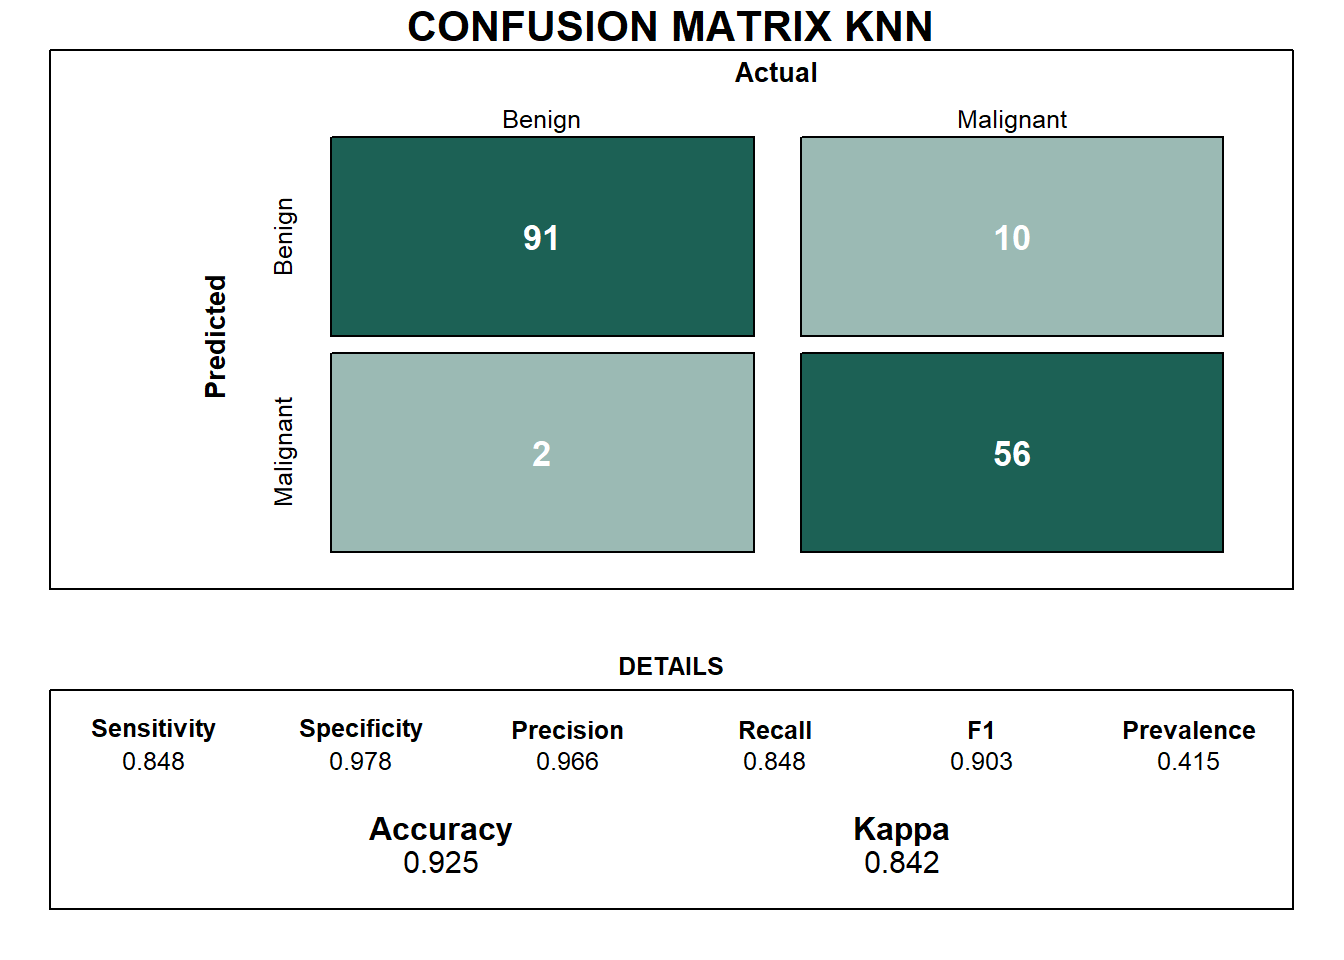 CONFUSION MATRIX KNN
Actual
Benign Malignant
Predicted
Benign
91 10
Malignant
2 56
DETAILS
Sensitivity Specificity Precision Recall F1 Prevalence
0.848 0.978 0.966 0.848 0.903 0.415
Accuracy Kappa
0.925 0.842